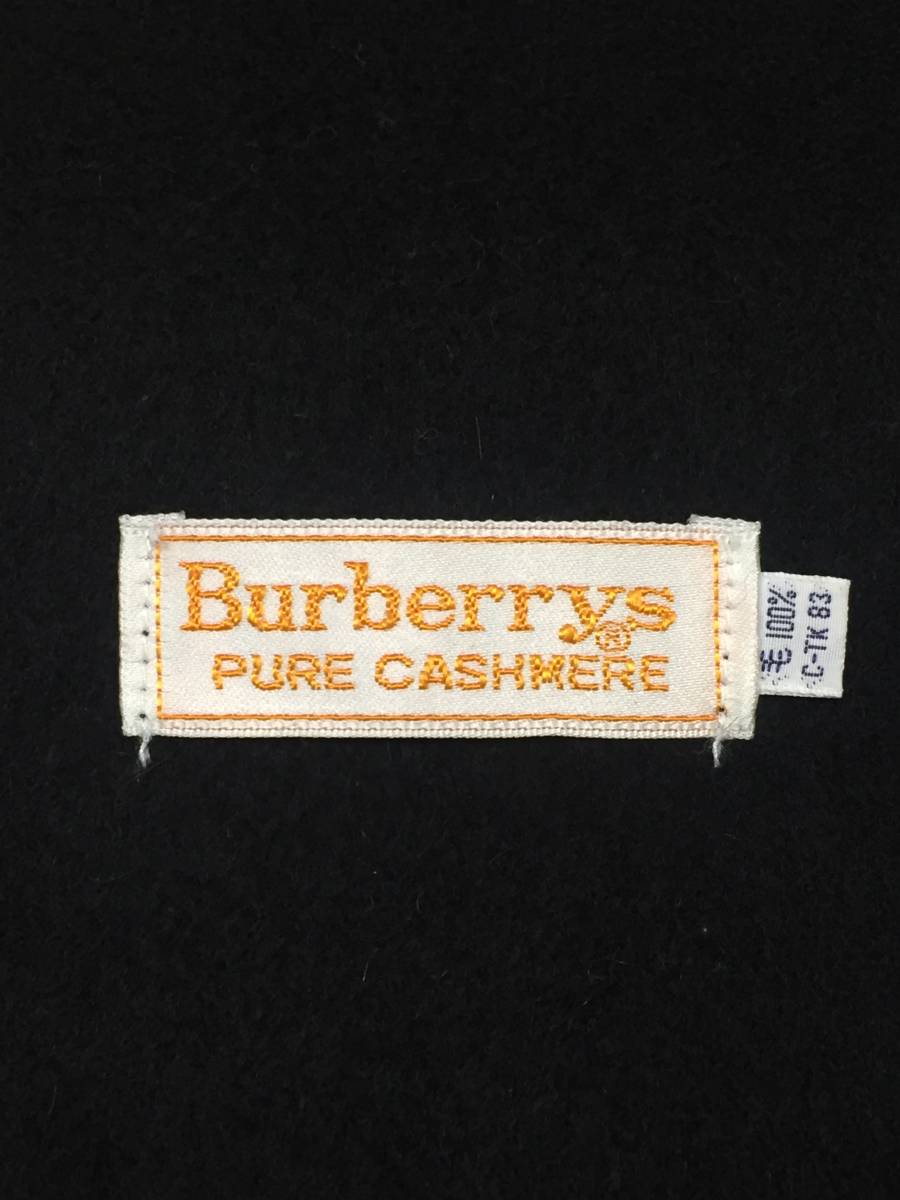 Burberrys
®
PURE CASHMERE
毛 100%
C-TK 83